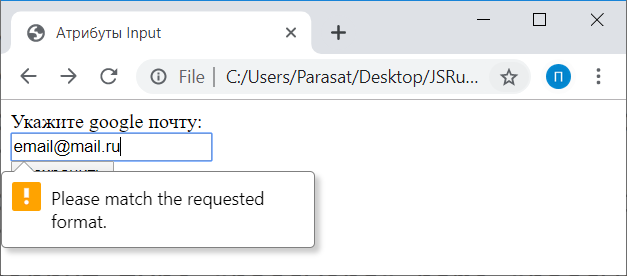 Атрибуты Input
File | C:/Users/Parasat/Desktop/JSRu...
П
Укажите google почту:
email@mail.ru
Please match the requested
format.